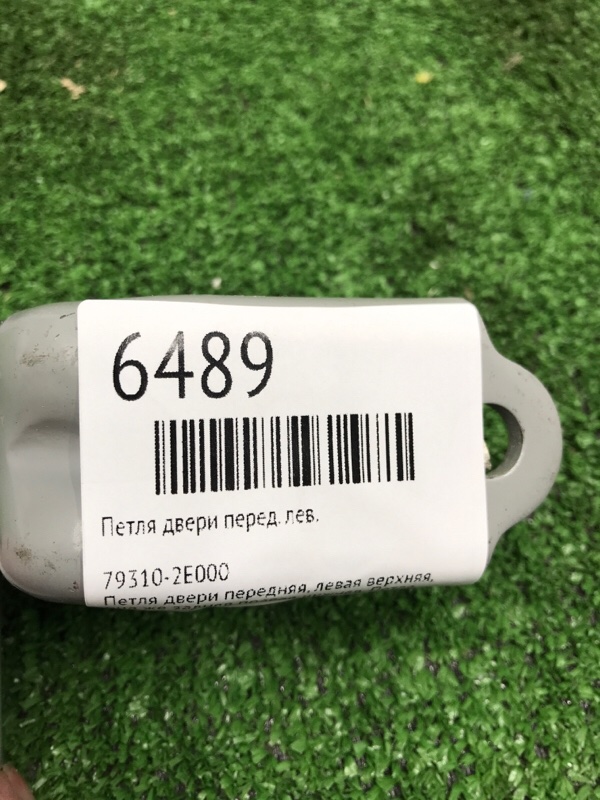 6489
Петля двери перед. лев.
79310-2E000
Петля двери передняя, левая верхняя,